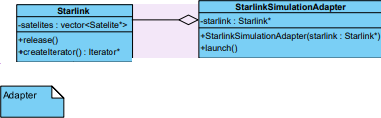 Starlink
-satelites : vector<Satelite*>
+release()
+createIterator() : Iterator*
StarlinkSimulationAdapter
-starlink : Starlink*
+StarlinkSimulationAdapter(starlink : Starlink*)
+launch()
Adapter